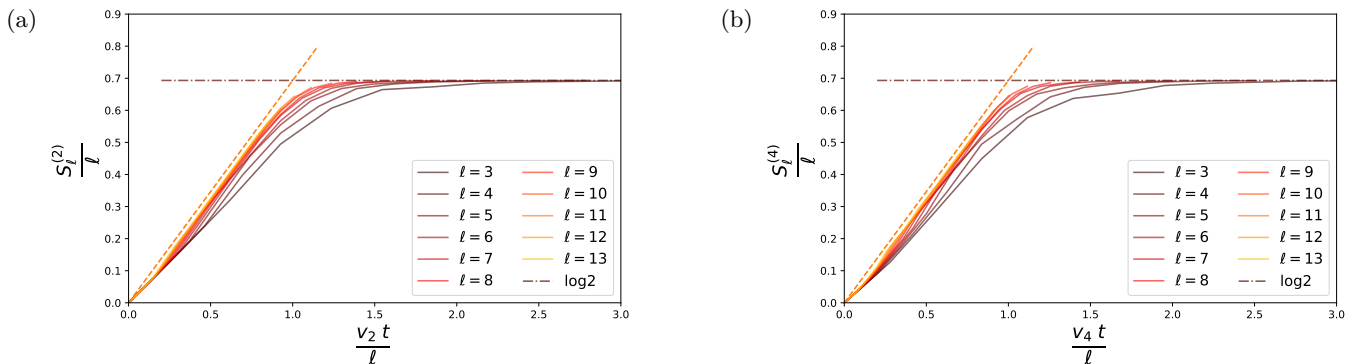 (a)
0.9
0.8
0.7
0.6
0.5
0.4
0.3
0.2
0.1
0.0
S_ℓ^{(2)} / ℓ
ℓ = 3
ℓ = 4
ℓ = 5
ℓ = 6
ℓ = 7
ℓ = 8
ℓ = 9
ℓ = 10
ℓ = 11
ℓ = 12
ℓ = 13
log2
0.0 0.5 1.0 1.5 2.0 2.5 3.0
v₂ t / ℓ
(b)
0.9
0.8
0.7
0.6
0.5
0.4
0.3
0.2
0.1
0.0
S_ℓ^{(4)} / ℓ
ℓ = 3
ℓ = 4
ℓ = 5
ℓ = 6
ℓ = 7
ℓ = 8
ℓ = 9
ℓ = 10
ℓ = 11
ℓ = 12
ℓ = 13
log2
0.0 0.5 1.0 1.5 2.0 2.5 3.0
v₄ t / ℓ